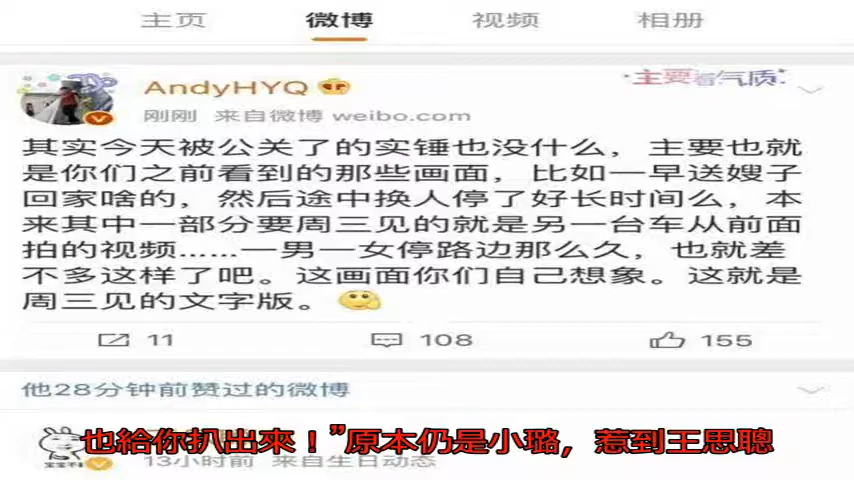 主页 微博 视频 相册
AndyHYQ
主要看气质
刚刚 来自微博 weibo.com
其实今天被公关了的实锤也没什么，主要也就
是你们之前看到的那些画面，比如一早送嫂子
回家啥的，然后途中换人停了好长时间么，本
来其中一部分要周三见的就是另一台车从前面
拍的视频......一男一女停路边那么久，也就差
不多这样了吧。这画面你们自己想象。这就是
周三见的文字版。
11 108 155
他28分钟前赞过的微博
也給你扒出來！”原本仍是小璐，惹到王思聰
13小时前 来自生日动态